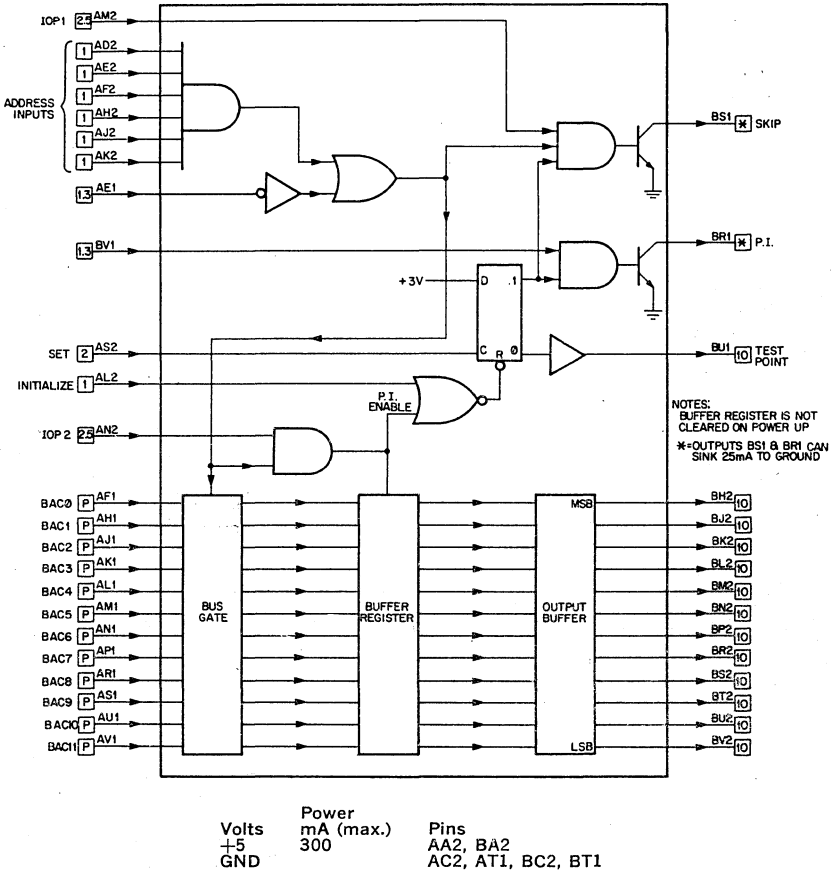 IOP1 2.5 AM2
1 AD2
1 AE2
1 AF2
1 AH2
1 AJ2
1 AK2
ADDRESS
INPUTS
1.3 AE1
1.3 BV1
SET 2 AS2
INITIALIZE 1 AL2
IOP 2 2.5 AN2
+3V
D 1
C 0
R
P.I.
ENABLE
BS1 * SKIP
BR1 * P.I.
BU1 10 TEST
POINT
NOTES:
BUFFER REGISTER IS NOT
CLEARED ON POWER UP
*=OUTPUTS BS1 & BR1 CAN
SINK 25mA TO GROUND
BAC0 P AF1
BAC1 P AH1
BAC2 P AJ1
BAC3 P AK1
BAC4 P AL1
BAC5 P AM1
BAC6 P AN1
BAC7 P AP1
BAC8 P AR1
BAC9 P AS1
BAC10 P AU1
BAC11 P AV1
BUS
GATE
BUFFER
REGISTER
MSB
OUTPUT
BUFFER
LSB
BH2 10
BJ2 10
BK2 10
BL2 10
BM2 10
BN2 10
BP2 10
BR2 10
BS2 10
BT2 10
BU2 10
BV2 10
Power
Volts mA (max.) Pins
+5 300 AA2, BA2
GND AC2, AT1, BC2, BT1